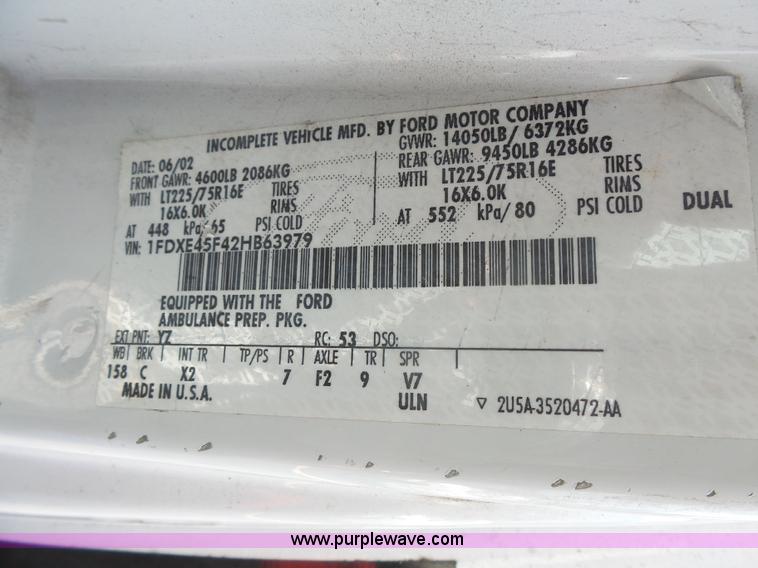 INCOMPLETE VEHICLE MFD. BY FORD MOTOR COMPANY
DATE: 06/02 GVWR: 14050LB/ 6372KG
FRONT GAWR: 4600LB 2086KG REAR GAWR: 9450LB 4286KG
WITH LT225/75R16E TIRES WITH LT225/75R16E TIRES
16X6.0K RIMS 16X6.0K RIMS
AT 448 kPa/65 PSI COLD AT 552 kPa/80 PSI COLD DUAL
VIN: 1FDXE45F42HB63979
EQUIPPED WITH THE FORD
AMBULANCE PREP. PKG.
EXT PNT: YZ RC: 53 DSO:
WB BRK INT TR TP/PS R AXLE TR SPR
158 C X2 7 F2 9 V7
MADE IN U.S.A. ULN ▽ 2U5A-3520472-AA
www.purplewave.com